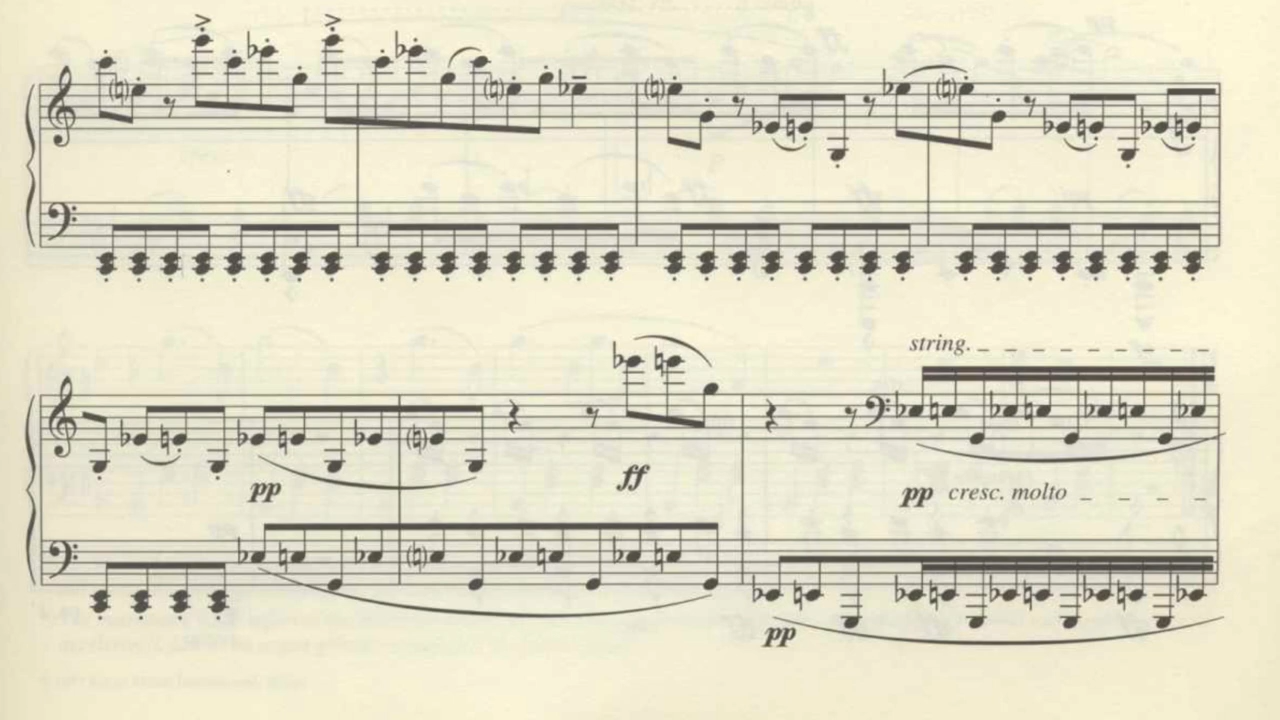 string.
pp
ff
pp cresc. molto
pp